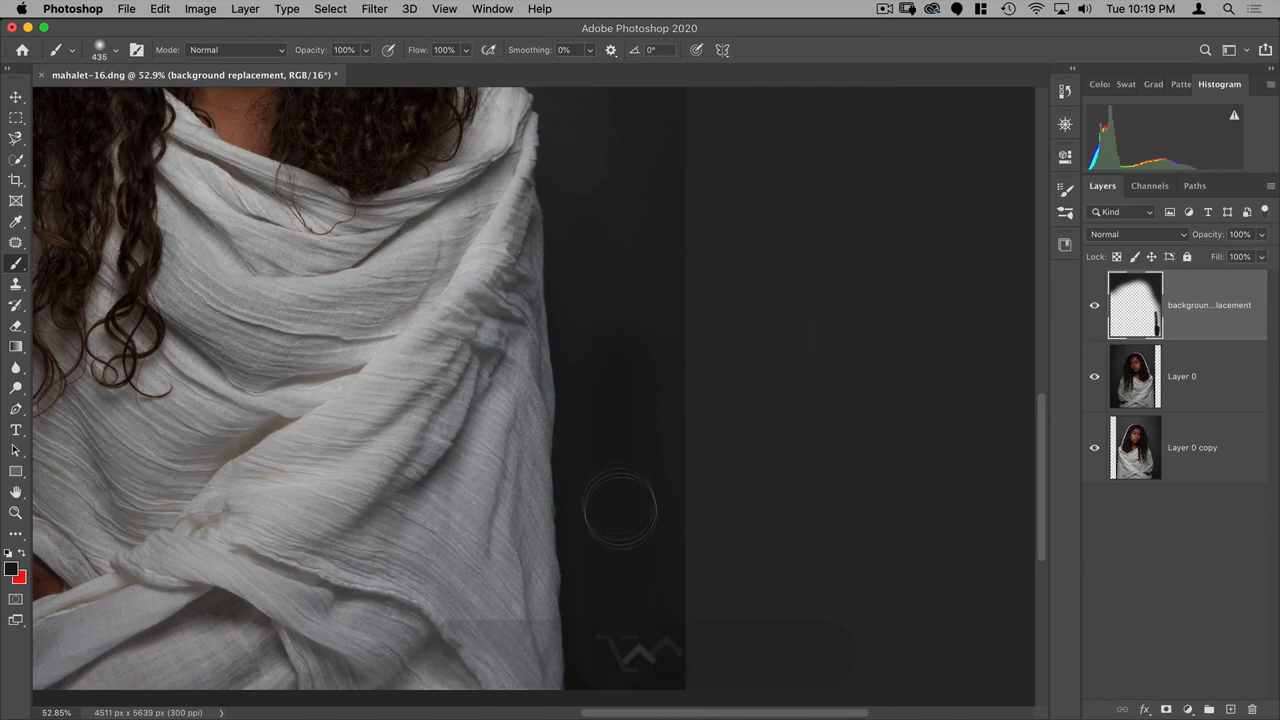 Photoshop File Edit Image Layer Type Select Filter 3D View Window Help Tue 10:19 PM
Adobe Photoshop 2020
435 Mode: Normal Opacity: 100% Flow: 100% Smoothing: 0% 0°
mahalet-16.dng @ 52.9% (background replacement, RGB/16*) *
Color Swat Grad Patte Histogram
Layers Channels Paths
Kind
Normal Opacity: 100%
Lock: Fill: 100%
backgroun...lacement
Layer 0
Layer 0 copy
52.85% 4511 px x 5639 px (300 ppi)